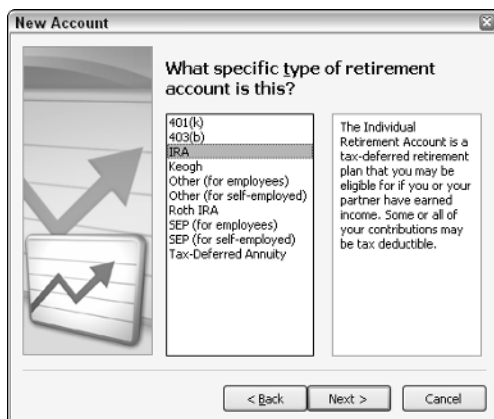 New Account
What specific type of retirement
account is this?
401(k)
403(b)
IRA
Keogh
Other (for employees)
Other (for self-employed)
Roth IRA
SEP (for employees)
SEP (for self-employed)
Tax-Deferred Annuity
The Individual
Retirement Account is a
tax-deferred retirement
plan that you may be
eligible for if you or your
partner have earned
income. Some or all of
your contributions may
be tax deductible.
< Back
Next >
Cancel